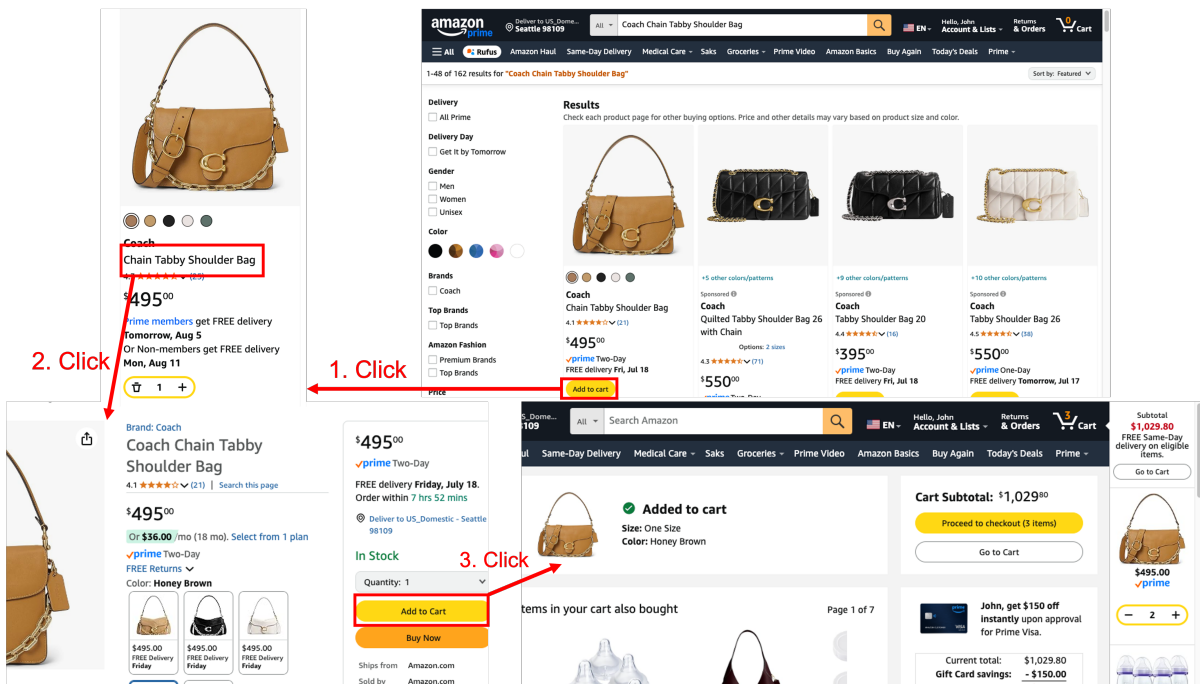 amazon
prime
Deliver to US_Dome...
Seattle 98109
All
Coach Chain Tabby Shoulder Bag
EN
Hello, John
Account & Lists
Returns
& Orders
0
Cart
All
Rufus
Amazon Haul
Same-Day Delivery
Medical Care
Saks
Groceries
Prime Video
Amazon Basics
Buy Again
Today's Deals
Prime
1-48 of 162 results for "Coach Chain Tabby Shoulder Bag"
Sort by: Featured
Delivery
All Prime
Delivery Day
Get It by Tomorrow
Gender
Men
Women
Unisex
Color
Brands
Coach
Top Brands
Top Brands
Amazon Fashion
Premium Brands
Top Brands
Price
Results
Check each product page for other buying options. Price and other details may vary based on product size and color.
Coach
Chain Tabby Shoulder Bag
4.1 (21)
$495.00
prime Two-Day
FREE delivery Fri, Jul 18
Add to cart
+5 other colors/patterns
Sponsored
Coach
Quilted Tabby Shoulder Bag 26
with Chain
Options: 2 sizes
4.3 (71)
$550.00
prime Two-Day
+9 other colors/patterns
Sponsored
Coach
Tabby Shoulder Bag 20
4.4 (16)
$395.00
prime Two-Day
FREE delivery Fri, Jul 18
+10 other colors/patterns
Sponsored
Coach
Tabby Shoulder Bag 26
4.5 (38)
$550.00
prime One-Day
FREE delivery Tomorrow, Jul 17
1. Click
Coach
Chain Tabby Shoulder Bag
$495.00
Prime members get FREE delivery
Tomorrow, Aug 5
Or Non-members get FREE delivery
Mon, Aug 11
1 +
2. Click
Brand: Coach
Coach Chain Tabby
Shoulder Bag
4.1 (21) | Search this page
$495.00
Or $36.00 /mo (18 mo). Select from 1 plan
prime Two-Day
FREE Returns
Color: Honey Brown
$495.00
FREE Delivery
Friday
$495.00
FREE Delivery
Friday
$495.00
FREE Delivery
Friday
$495.00
prime Two-Day
FREE delivery Friday, July 18.
Order within 7 hrs 52 mins
Deliver to US_Domestic - Seattle
98109
In Stock
Quantity: 1
Add to Cart
Buy Now
Ships from Amazon.com
Sold by Amazon.com
3. Click
S_Dome...
8109
All
Search Amazon
EN
Hello, John
Account & Lists
Returns
& Orders
3
Cart
ul
Same-Day Delivery
Medical Care
Saks
Groceries
Prime Video
Amazon Basics
Buy Again
Today's Deals
Prime
Added to cart
Size: One Size
Color: Honey Brown
Cart Subtotal: $1,029.80
Proceed to checkout (3 items)
Go to Cart
tems in your cart also bought
Page 1 of 7
prime
VISA
John, get $150 off
instantly upon approval
for Prime Visa.
Current total: $1,029.80
Gift Card savings: - $150.00
Subtotal
$1,029.80
FREE Same-Day
delivery on eligible
items.
Go to Cart
$495.00
prime
− 2 +